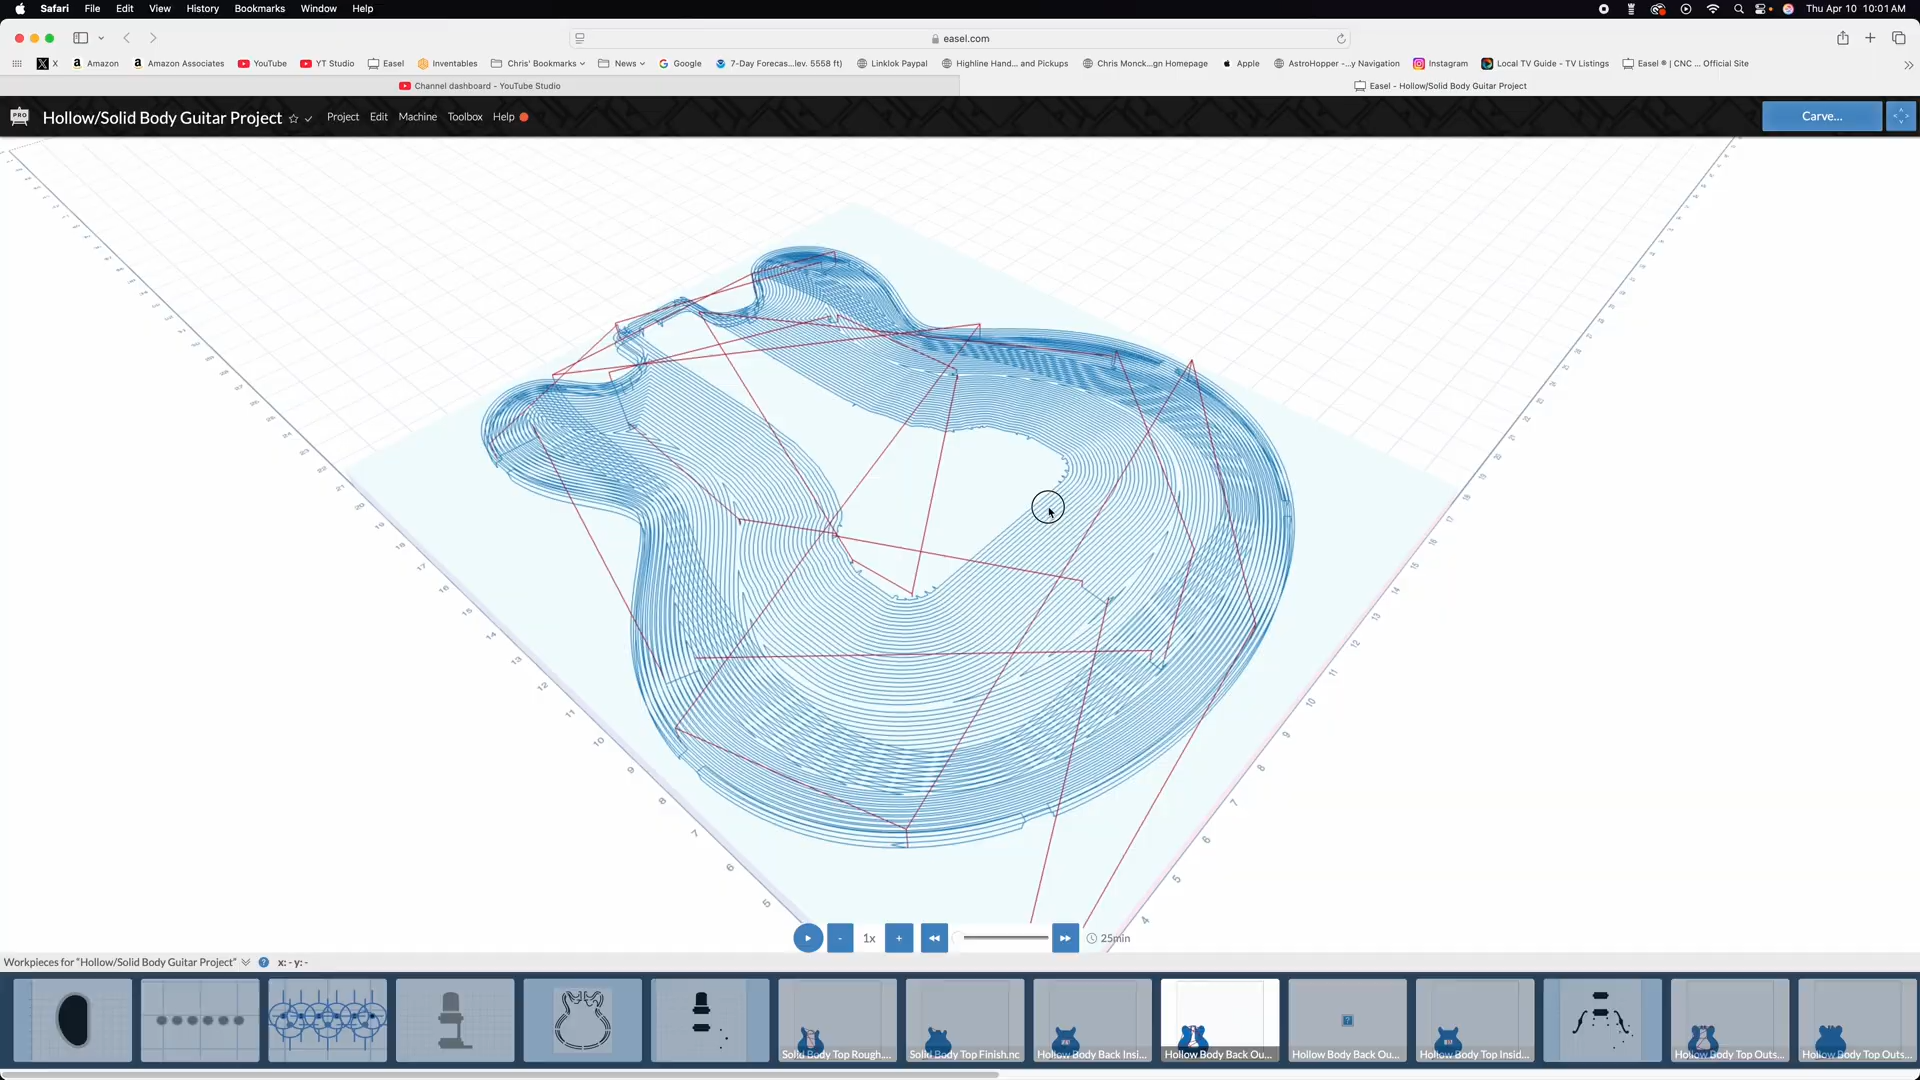 Safari File Edit View History Bookmarks Window Help Thu Apr 10 10:01 AM
easel.com
X Amazon Amazon Associates YouTube YT Studio Easel Inventables Chris' Bookmarks News Google 7-Day Forecas...lev. 5558 ft) Linklok Paypal Highline Hand... and Pickups Chris Monck...gn Homepage Apple AstroHopper -...y Navigation Instagram Local TV Guide - TV Listings Easel ® | CNC ... Official Site
Channel dashboard - YouTube Studio Easel - Hollow/Solid Body Guitar Project
PRO Hollow/Solid Body Guitar Project Project Edit Machine Toolbox Help Carve...
- 1x + 25min
Workpieces for "Hollow/Solid Body Guitar Project" ? x: - y: -
Solid Body Top Rough.... Solid Body Top Finish.nc Hollow Body Back Insi... Hollow Body Back Ou... Hollow Body Back Ou... Hollow Body Top Insid... Hollow Body Top Outs... Hollow Body Top Outs...